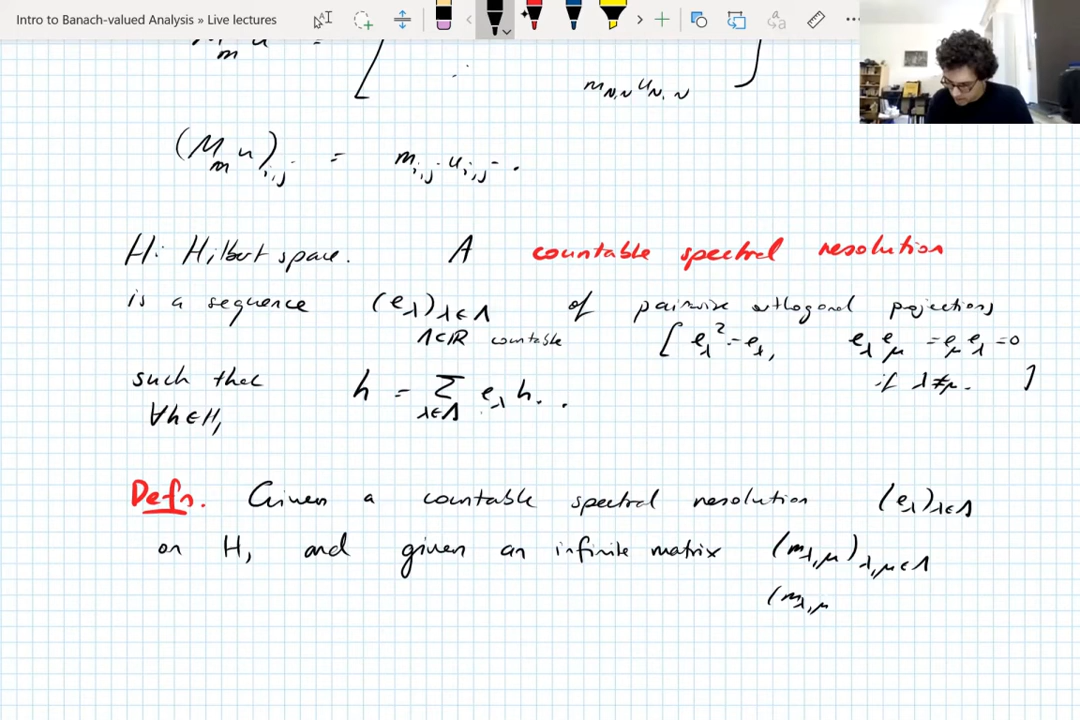 Intro to Banach-valued Analysis » Live lectures
M_m u = [
m_{N,N} u_{N,N}
(M_m u)_{i,j} = m_{i,j} u_{i,j}.
H: Hilbert space. A countable spectral resolution
is a sequence (e_λ)_{λ∈Λ} of pairwise orthogonal projections
Λ⊂ℝ countable [ e_λ² = e_λ, e_λ e_μ = e_μ e_λ = 0
such that h = Σ_{λ∈Λ} e_λ h. if λ≠μ. ]
∀h∈H,
Defn. Given a countable spectral resolution (e_λ)_{λ∈Λ}
on H, and given an infinite matrix (m_{λ,μ})_{λ,μ∈Λ}
(m_{λ,μ}